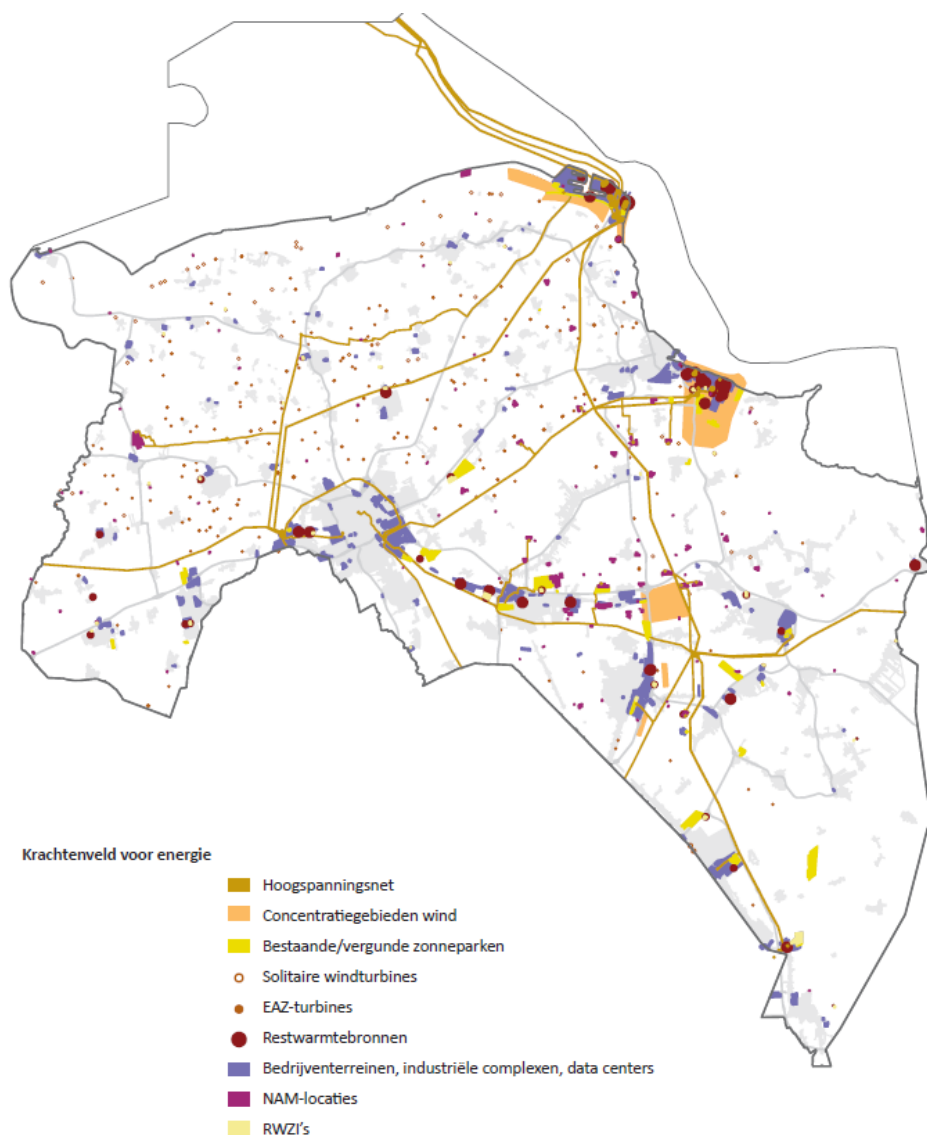 Krachtenveld voor energie
Hoogspanningsnet
Concentratiegebieden wind
Bestaande/vergunde zonneparken
Solitaire windturbines
EAZ-turbines
Restwarmtebronnen
Bedrijventerreinen, industriële complexen, data centers
NAM-locaties
RWZI's